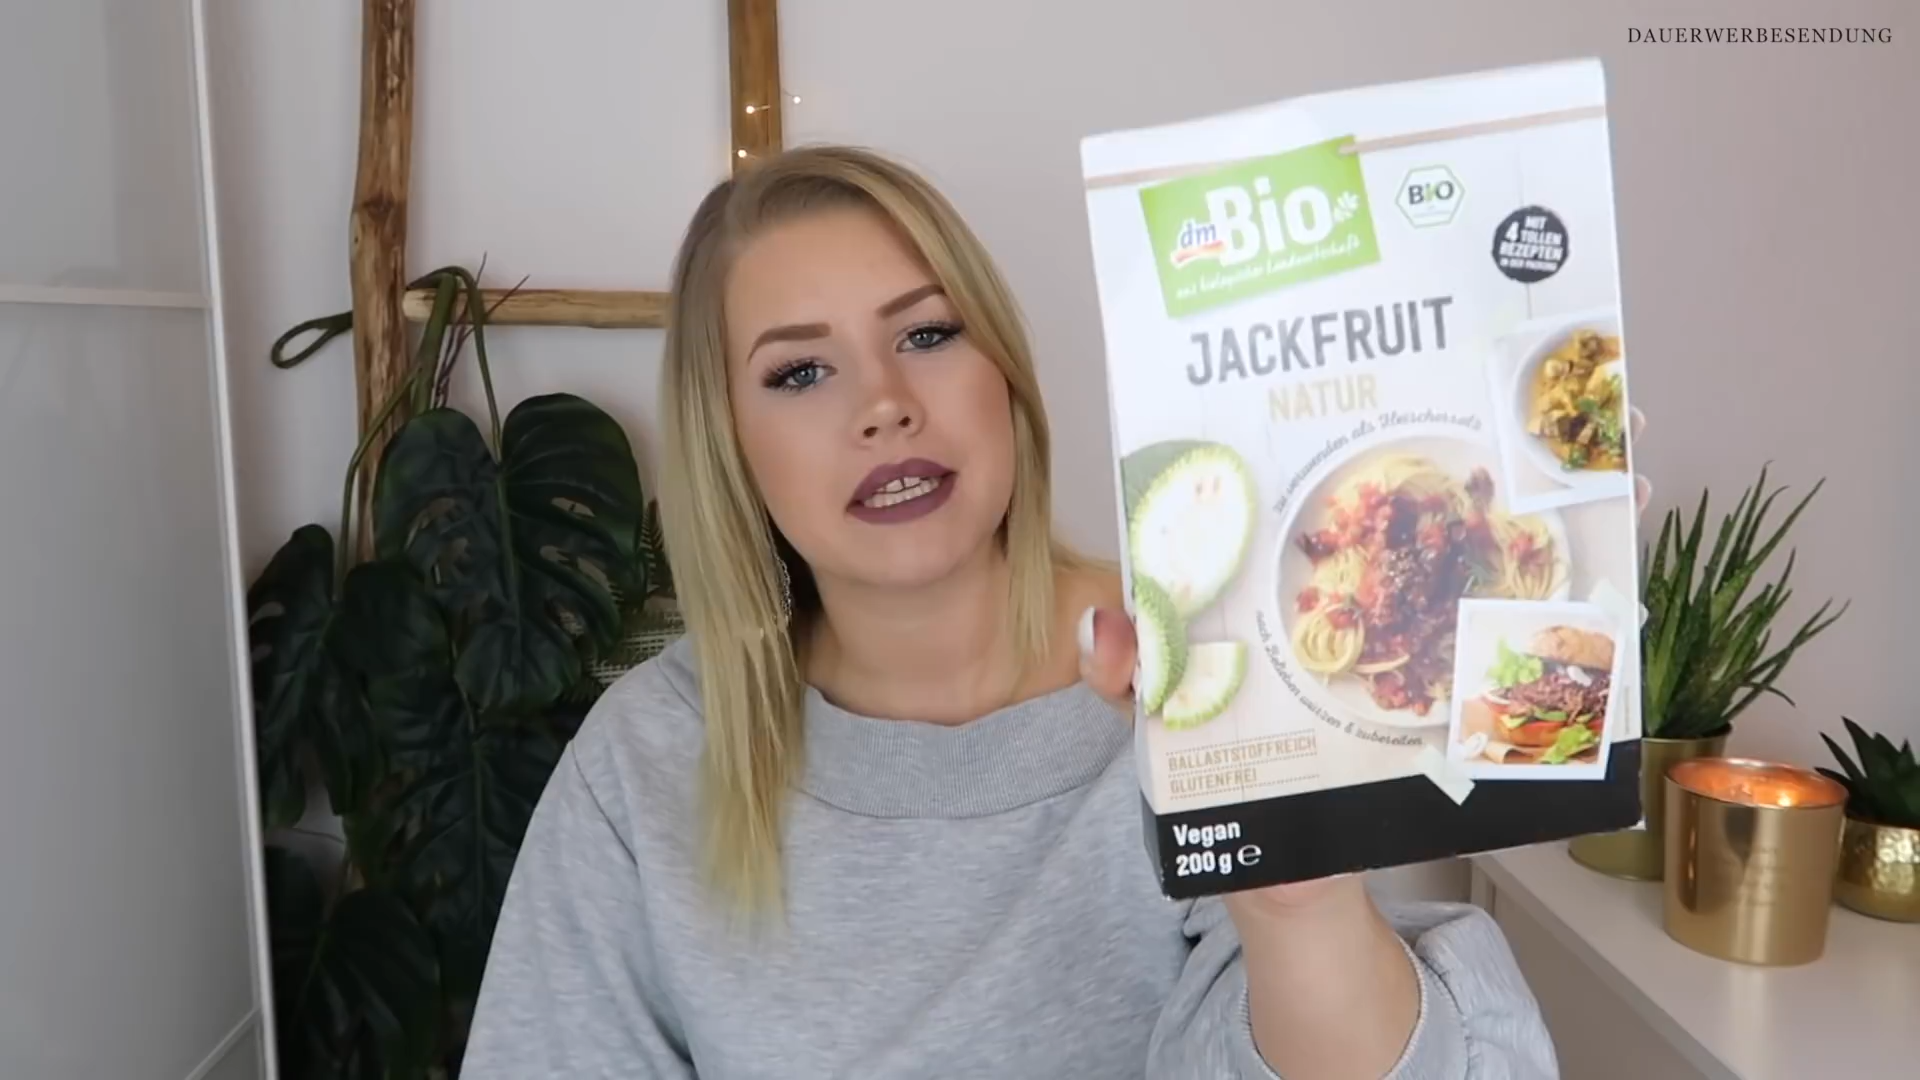 DAUERWERBESENDUNG
dm Bio
aus biologischer Landwirtschaft
BIO
MIT
4 TOLLEN
REZEPTEN
IN DER PACKUNG
JACKFRUIT
NATUR
Zu verwenden als Fleischersatz
nach Belieben würzen & zubereiten
BALLASTSTOFFREICH
GLUTENFREI
Vegan
200 g ℮